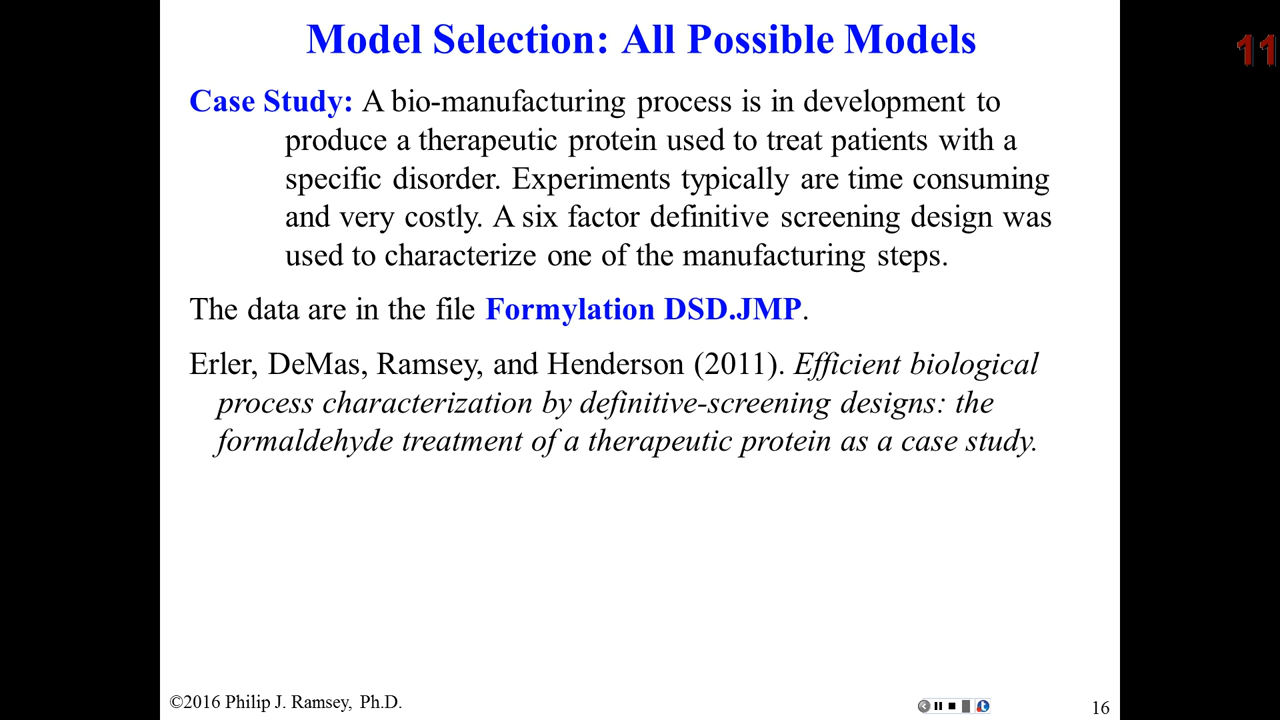 Model Selection: All Possible Models
11
Case Study: A bio-manufacturing process is in development to
produce a therapeutic protein used to treat patients with a
specific disorder. Experiments typically are time consuming
and very costly. A six factor definitive screening design was
used to characterize one of the manufacturing steps.
The data are in the file Formylation DSD.JMP.
Erler, DeMas, Ramsey, and Henderson (2011). Efficient biological
process characterization by definitive-screening designs: the
formaldehyde treatment of a therapeutic protein as a case study.
©2016 Philip J. Ramsey, Ph.D.
16